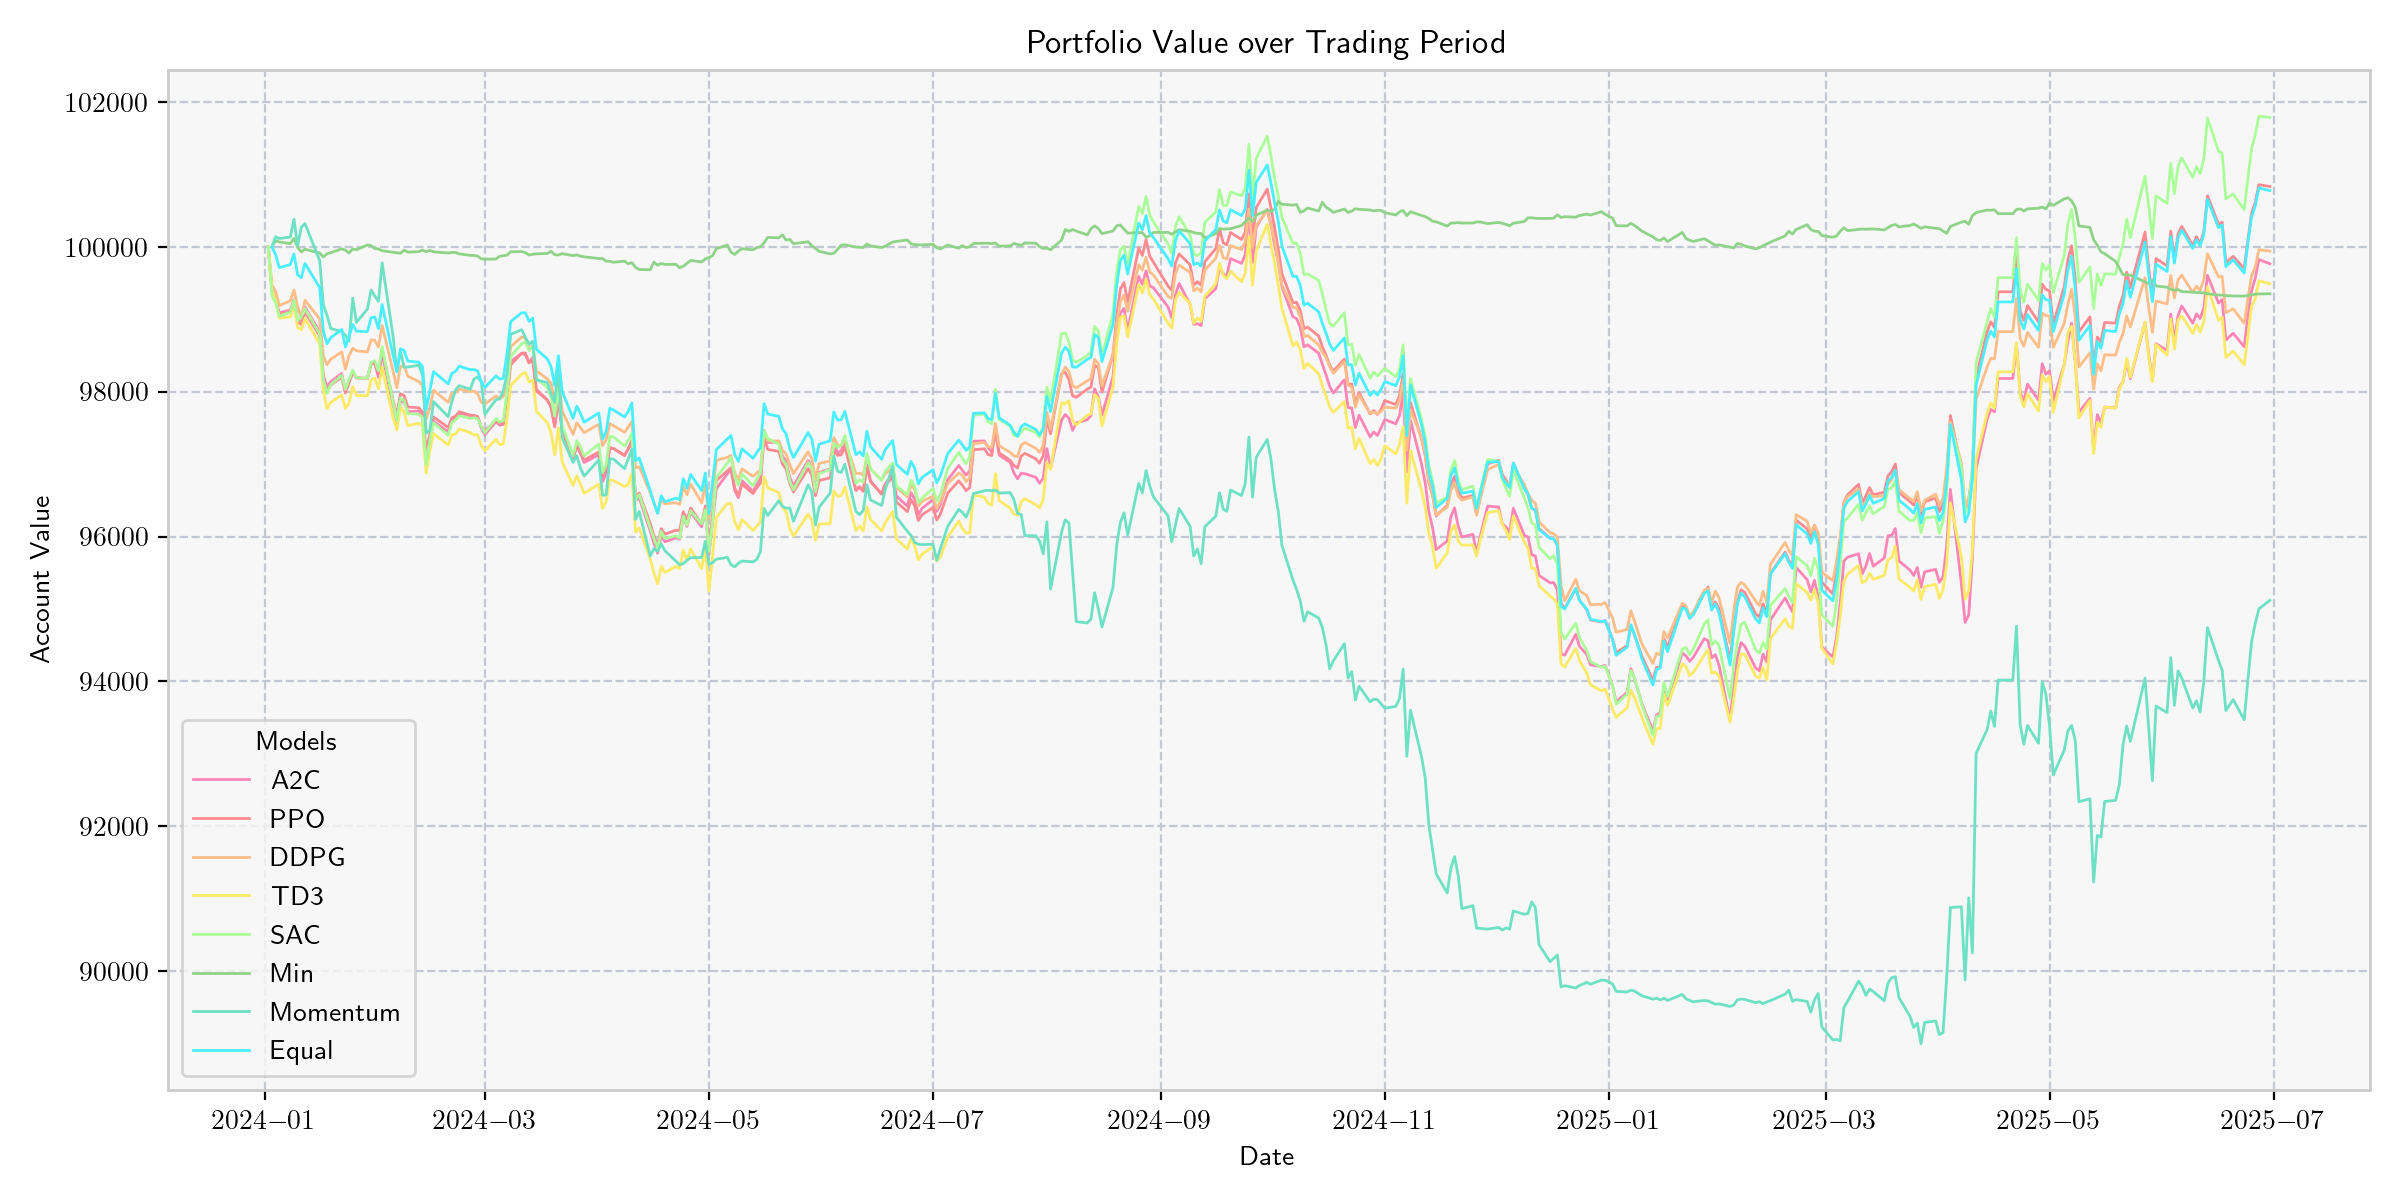 Portfolio Value over Trading Period
102000
100000
98000
96000
94000
92000
90000
Account Value
Models
A2C
PPO
DDPG
TD3
SAC
Min
Momentum
Equal
2024−01 2024−03 2024−05 2024−07 2024−09 2024−11 2025−01 2025−03 2025−05 2025−07
Date